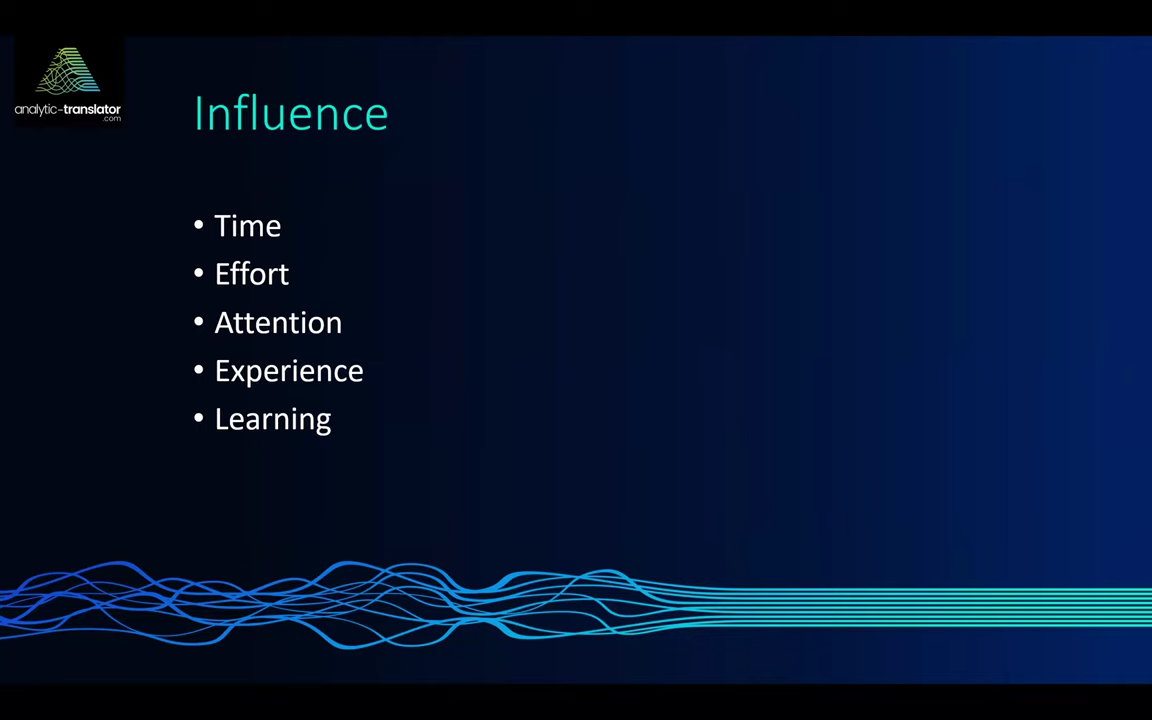 analytic-translator
.com
Influence
• Time
• Effort
• Attention
• Experience
• Learning